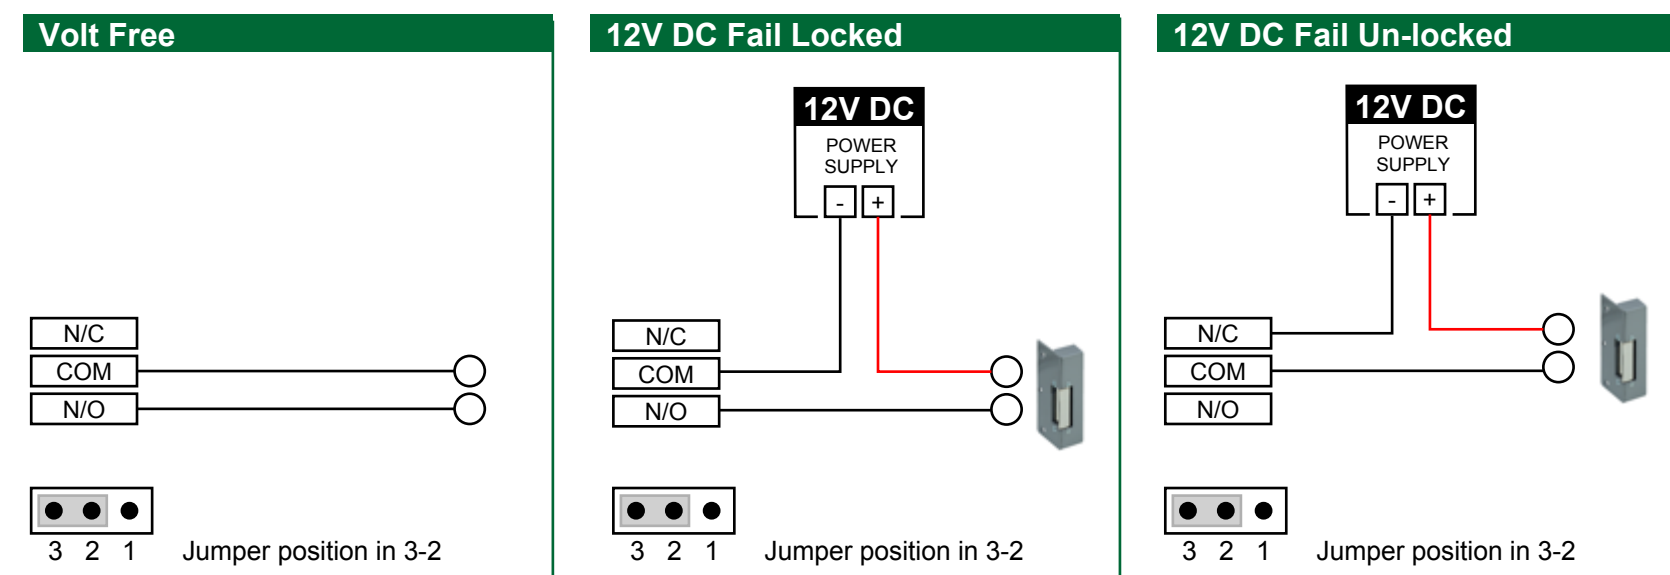 Volt Free
N/C
COM
N/O
3 2 1
Jumper position in 3-2
12V DC Fail Locked
12V DC
POWER
SUPPLY
- +
N/C
COM
N/O
3 2 1
Jumper position in 3-2
12V DC Fail Un-locked
12V DC
POWER
SUPPLY
- +
N/C
COM
N/O
3 2 1
Jumper position in 3-2